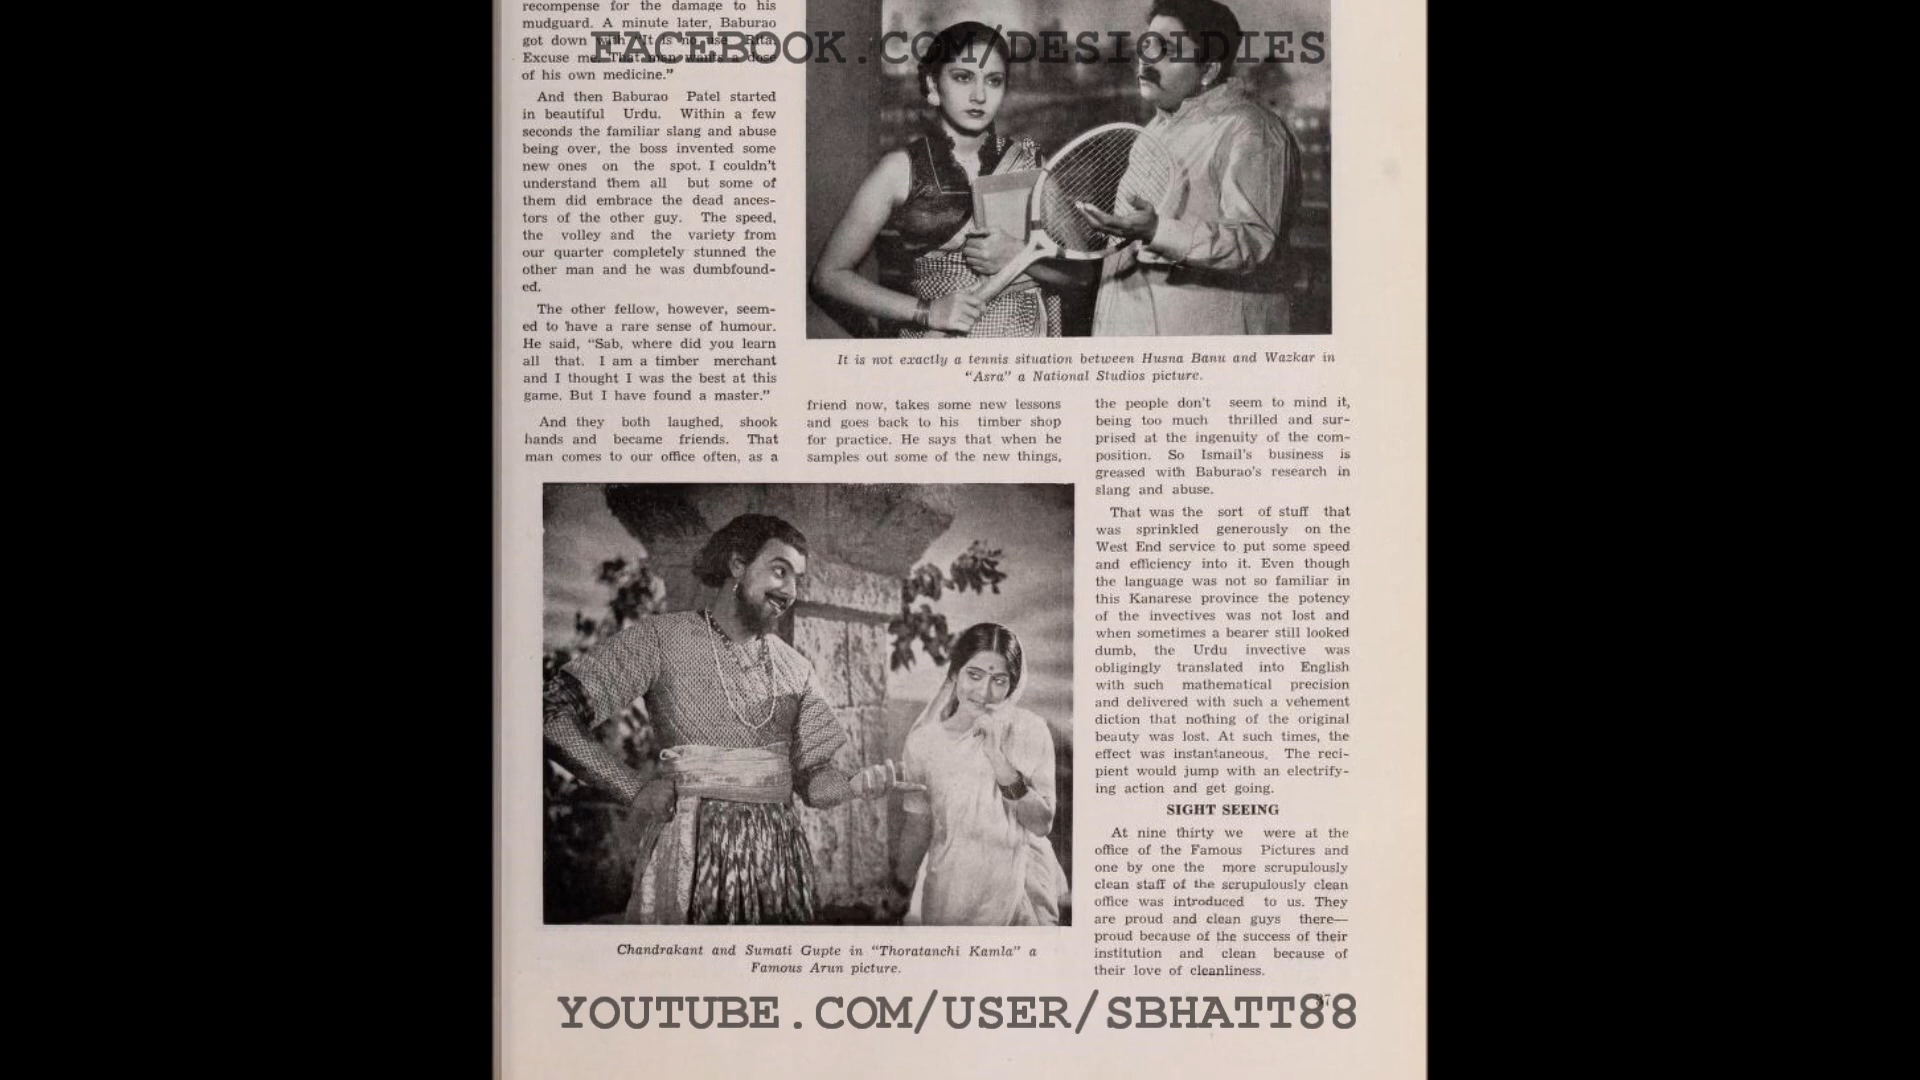 recompense for the damage to his
mudguard. A minute later, Baburao
got down with "It is no use Rita.
Excuse me. That man wants a dose
of his own medicine."
And then Baburao Patel started
in beautiful Urdu. Within a few
seconds the familiar slang and abuse
being over, the boss invented some
new ones on the spot. I couldn't
understand them all but some of
them did embrace the dead ances-
tors of the other guy. The speed,
the volley and the variety from
our quarter completely stunned the
other man and he was dumbfound-
ed.
The other fellow, however, seem-
ed to have a rare sense of humour.
He said, "Sab, where did you learn
all that. I am a timber merchant
and I thought I was the best at this
game. But I have found a master."
And they both laughed, shook
hands and became friends. That
man comes to our office often, as a
FACEBOOK.COM/DESIOLDIES
It is not exactly a tennis situation between Husna Banu and Wazkar in
"Asra" a National Studios picture.
friend now, takes some new lessons
and goes back to his timber shop
for practice. He says that when he
samples out some of the new things,
the people don't seem to mind it,
being too much thrilled and sur-
prised at the ingenuity of the com-
position. So Ismail's business is
greased with Baburao's research in
slang and abuse.
That was the sort of stuff that
was sprinkled generously on the
West End service to put some speed
and efficiency into it. Even though
the language was not so familiar in
this Kanarese province the potency
of the invectives was not lost and
when sometimes a bearer still looked
dumb, the Urdu invective was
obligingly translated into English
with such mathematical precision
and delivered with such a vehement
diction that nothing of the original
beauty was lost. At such times, the
effect was instantaneous. The reci-
pient would jump with an electrify-
ing action and get going.
SIGHT SEEING
At nine thirty we were at the
office of the Famous Pictures and
one by one the more scrupulously
clean staff of the scrupulously clean
office was introduced to us. They
are proud and clean guys there—
proud because of the success of their
institution and clean because of
their love of cleanliness.
Chandrakant and Sumati Gupte in "Thoratanchi Kamla" a
Famous Arun picture.
37
YOUTUBE.COM/USER/SBHATT88